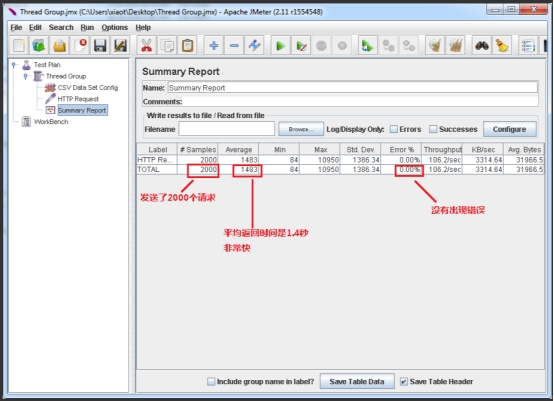 Thread Group.jmx (C:\Users\xiaot\Desktop\Thread Group.jmx) - Apache JMeter (2.11 r1554548)
File Edit Search Run Options Help
Test Plan
Thread Group
CSV Data Set Config
HTTP Request
Summary Report
WorkBench
Summary Report
Name: Summary Report
Comments:
Write results to file / Read from file
Filename Browse... Log/Display Only: Errors Successes Configure
Label # Samples Average Min Max Std. Dev. Error % Throughput KB/sec Avg. Bytes
HTTP Re... 2000 1483 84 10950 1386.34 0.00% 106.2/sec 3314.64 31966.5
TOTAL 2000 1483 84 10950 1386.34 0.00% 106.2/sec 3314.64 31966.5
发送了2000个请求
没有出现错误
平均返回时间是1.4秒
非常快
Include group name in label? Save Table Data Save Table Header